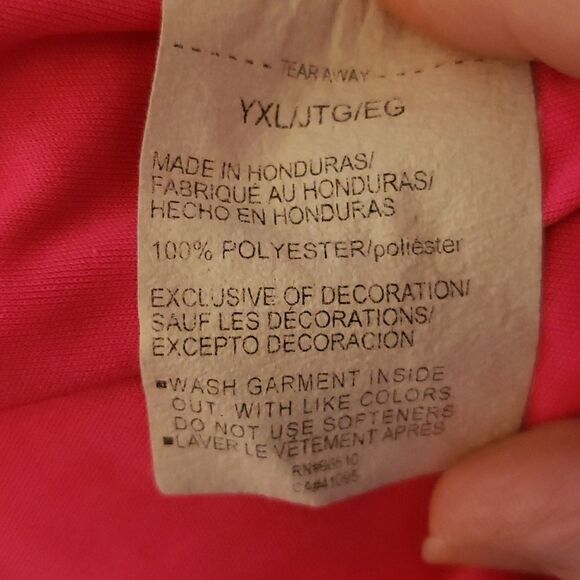 TEAR AWAY
YXL/JTG/EG
MADE IN HONDURAS/
FABRIQUÉ AU HONDURAS/
HECHO EN HONDURAS
100% POLYESTER/poliéster
EXCLUSIVE OF DECORATION/
SAUF LES DÉCORATIONS/
EXCEPTO DECORACION
▪WASH GARMENT INSIDE
OUT. WITH LIKE COLORS
DO NOT USE SOFTENERS
▪LAVER LE VÊTEMENT APRÈS
CA#41095